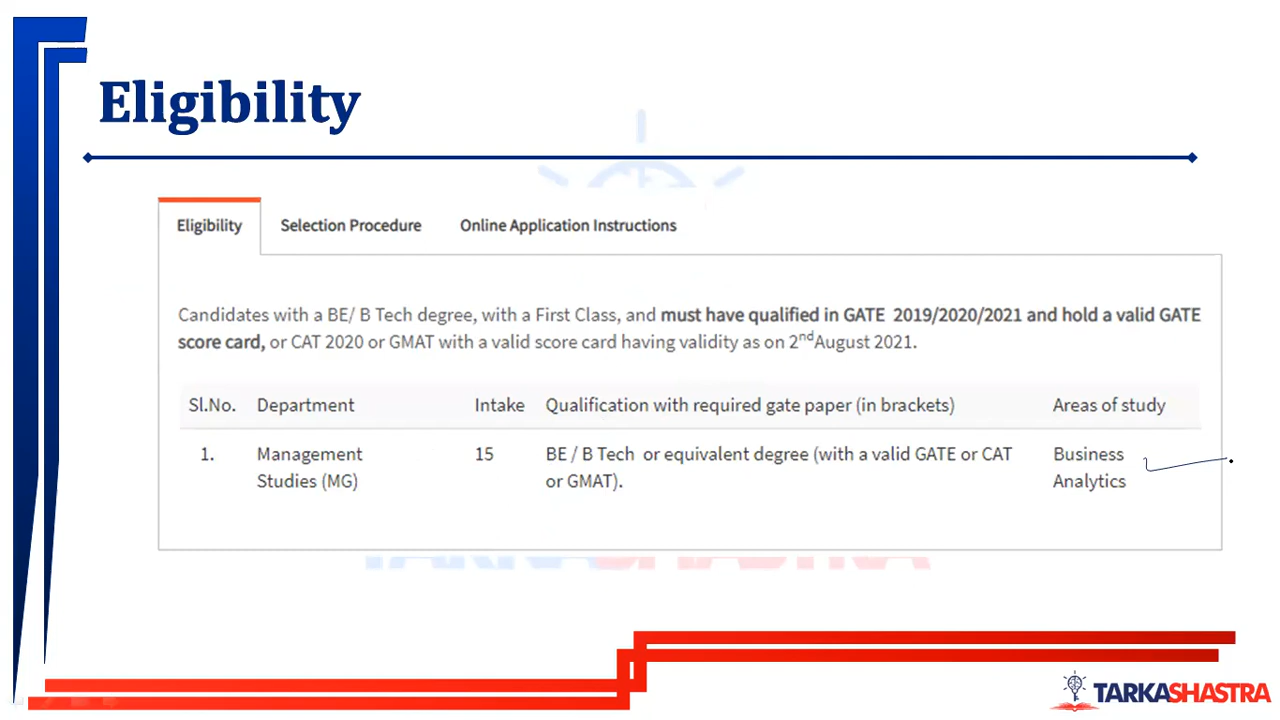 Eligibility
Eligibility Selection Procedure Online Application Instructions
Candidates with a BE/ B Tech degree, with a First Class, and must have qualified in GATE 2019/2020/2021 and hold a valid GATE
score card, or CAT 2020 or GMAT with a valid score card having validity as on 2nd August 2021.
Sl.No. Department Intake Qualification with required gate paper (in brackets) Areas of study
1. Management 15 BE / B Tech or equivalent degree (with a valid GATE or CAT Business
Studies (MG) or GMAT). Analytics
TARKASHASTRA
TARKASHASTRA